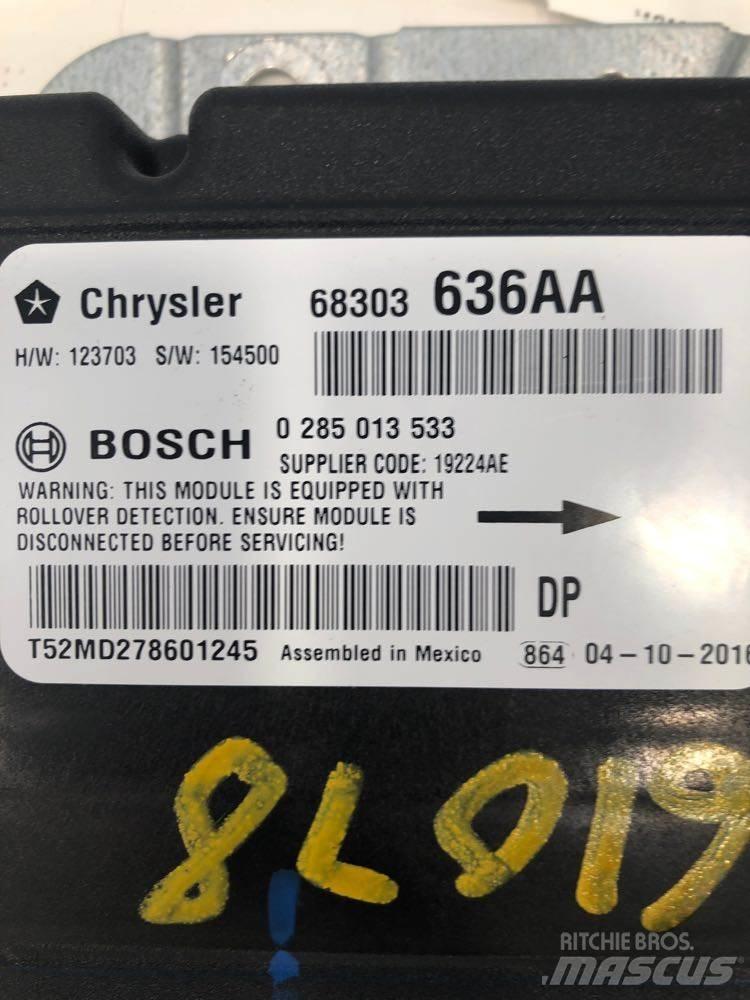 Chrysler 68303 636AA
H/W: 123703 S/W: 154500
BOSCH 0 285 013 533
SUPPLIER CODE: 19224AE
WARNING: THIS MODULE IS EQUIPPED WITH
ROLLOVER DETECTION. ENSURE MODULE IS
DISCONNECTED BEFORE SERVICING!
DP
T52MD278601245 Assembled in Mexico 864 04-10-2016
RITCHIE BROS.
MASCUS